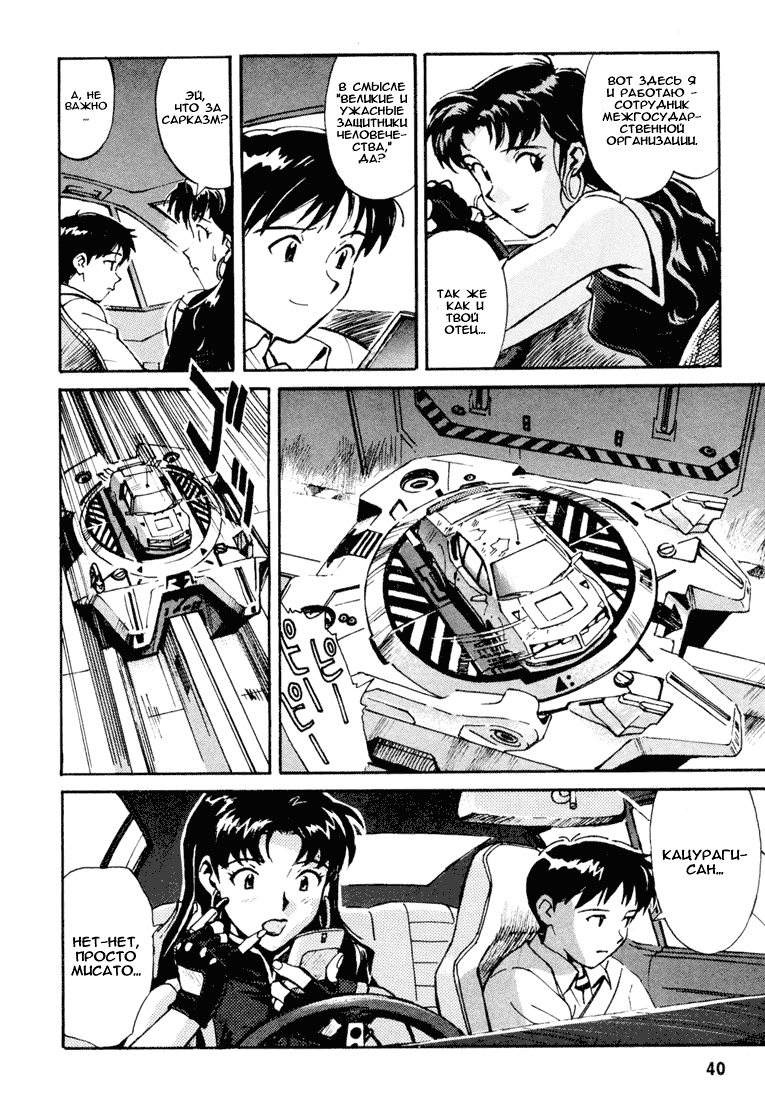 ВОТ ЗДЕСЬ Я
И РАБОТАЮ -
СОТРУДНИК
МЕЖГОСУДАР-
СТВЕННОЙ
ОРГАНИЗАЦИИ.
ТАК ЖЕ
КАК И
ТВОЙ
ОТЕЦ...
В СМЫСЛЕ
"ВЕЛИКИЕ И
УЖАСНЫЕ
ЗАЩИТНИКИ
ЧЕЛОВЕЧЕ-
СТВА,"
ДА?
ЭЙ,
ЧТО ЗА
САРКАЗМ?
А, НЕ
ВАЖНО
...
КАЦУРАГИ-
САН...
НЕТ-НЕТ,
ПРОСТО
МИСАТО...
40